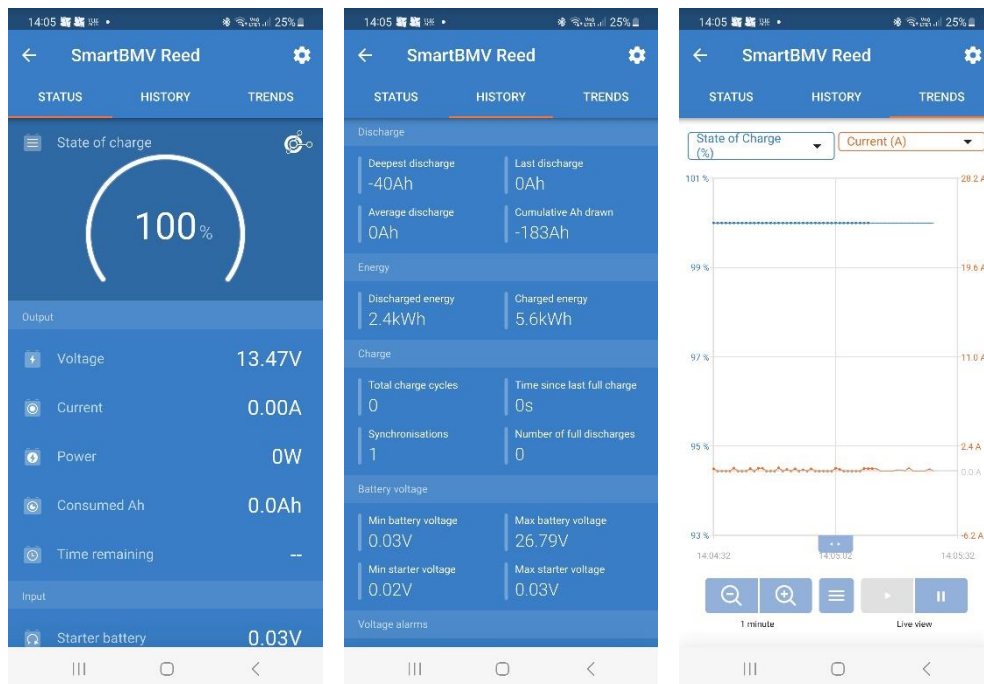 14:05
25%
SmartBMV Reed
STATUS HISTORY TRENDS
State of charge
100%
Output
Voltage 13.47V
Current 0.00A
Power 0W
Consumed Ah 0.0Ah
Time remaining --
Input
Starter battery 0.03V
14:05
25%
SmartBMV Reed
STATUS HISTORY TRENDS
Discharge
Deepest discharge Last discharge
-40Ah 0Ah
Average discharge Cumulative Ah drawn
0Ah -183Ah
Energy
Discharged energy Charged energy
2.4kWh 5.6kWh
Charge
Total charge cycles Time since last full charge
0 0s
Synchronisations Number of full discharges
1 0
Battery voltage
Min battery voltage Max battery voltage
0.03V 26.79V
Min starter voltage Max starter voltage
0.02V 0.03V
Voltage alarms
14:05
25%
SmartBMV Reed
STATUS HISTORY TRENDS
State of Charge
(%)
Current (A)
101 % 28.2 A
99 % 19.6 A
97 % 11.0 A
95 % 2.4 A
0.0 A
93 % -6.2 A
14:04:32 14:05:02 14:05:32
1 minute Live view